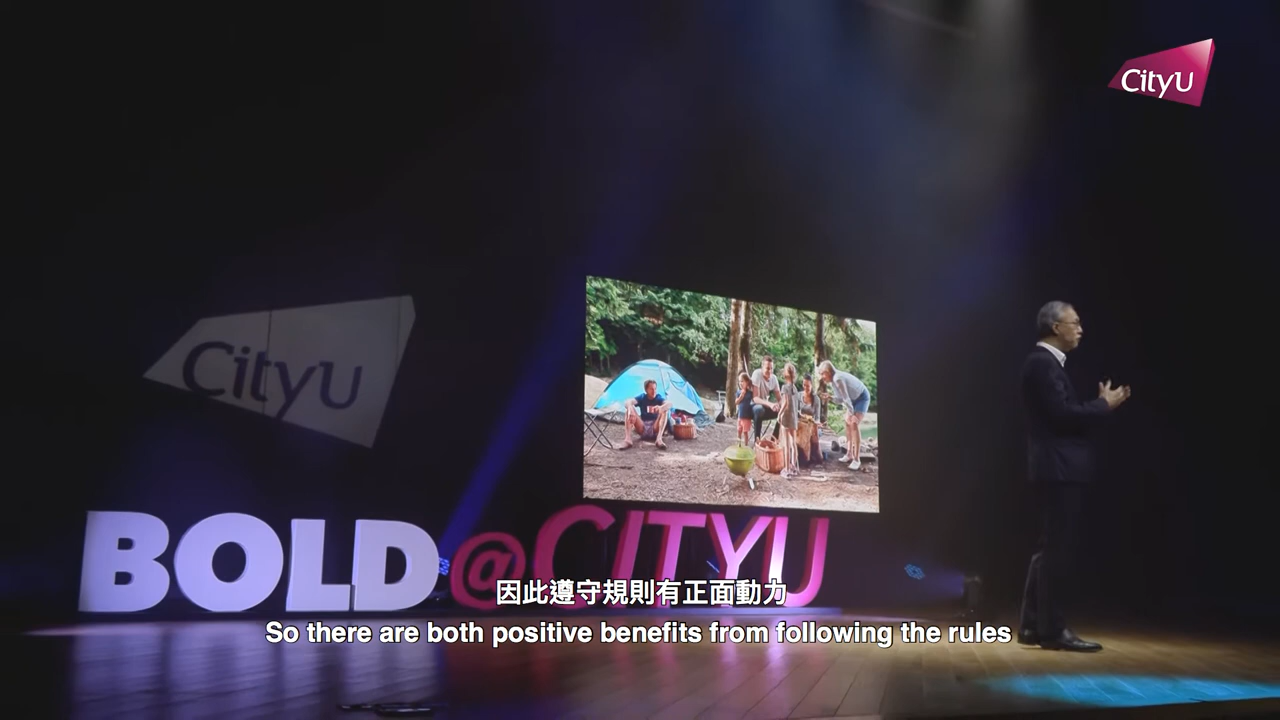 CityU
CityU
BOLD@CITYU
因此遵守規則有正面動力
So there are both positive benefits from following the rules